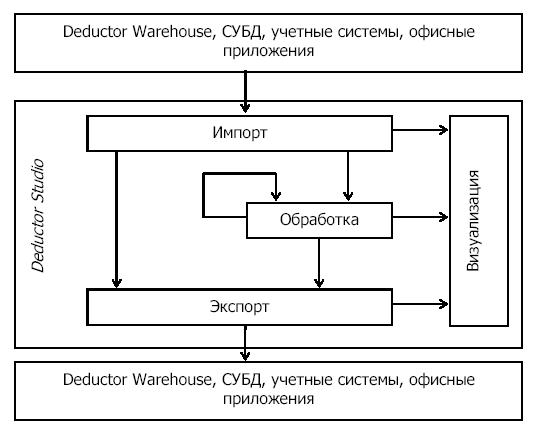 Deductor Warehouse, СУБД, учетные системы, офисные
приложения
Deductor Studio
Импорт
Обработка
Визуализация
Экспорт
Deductor Warehouse, СУБД, учетные системы, офисные
приложения